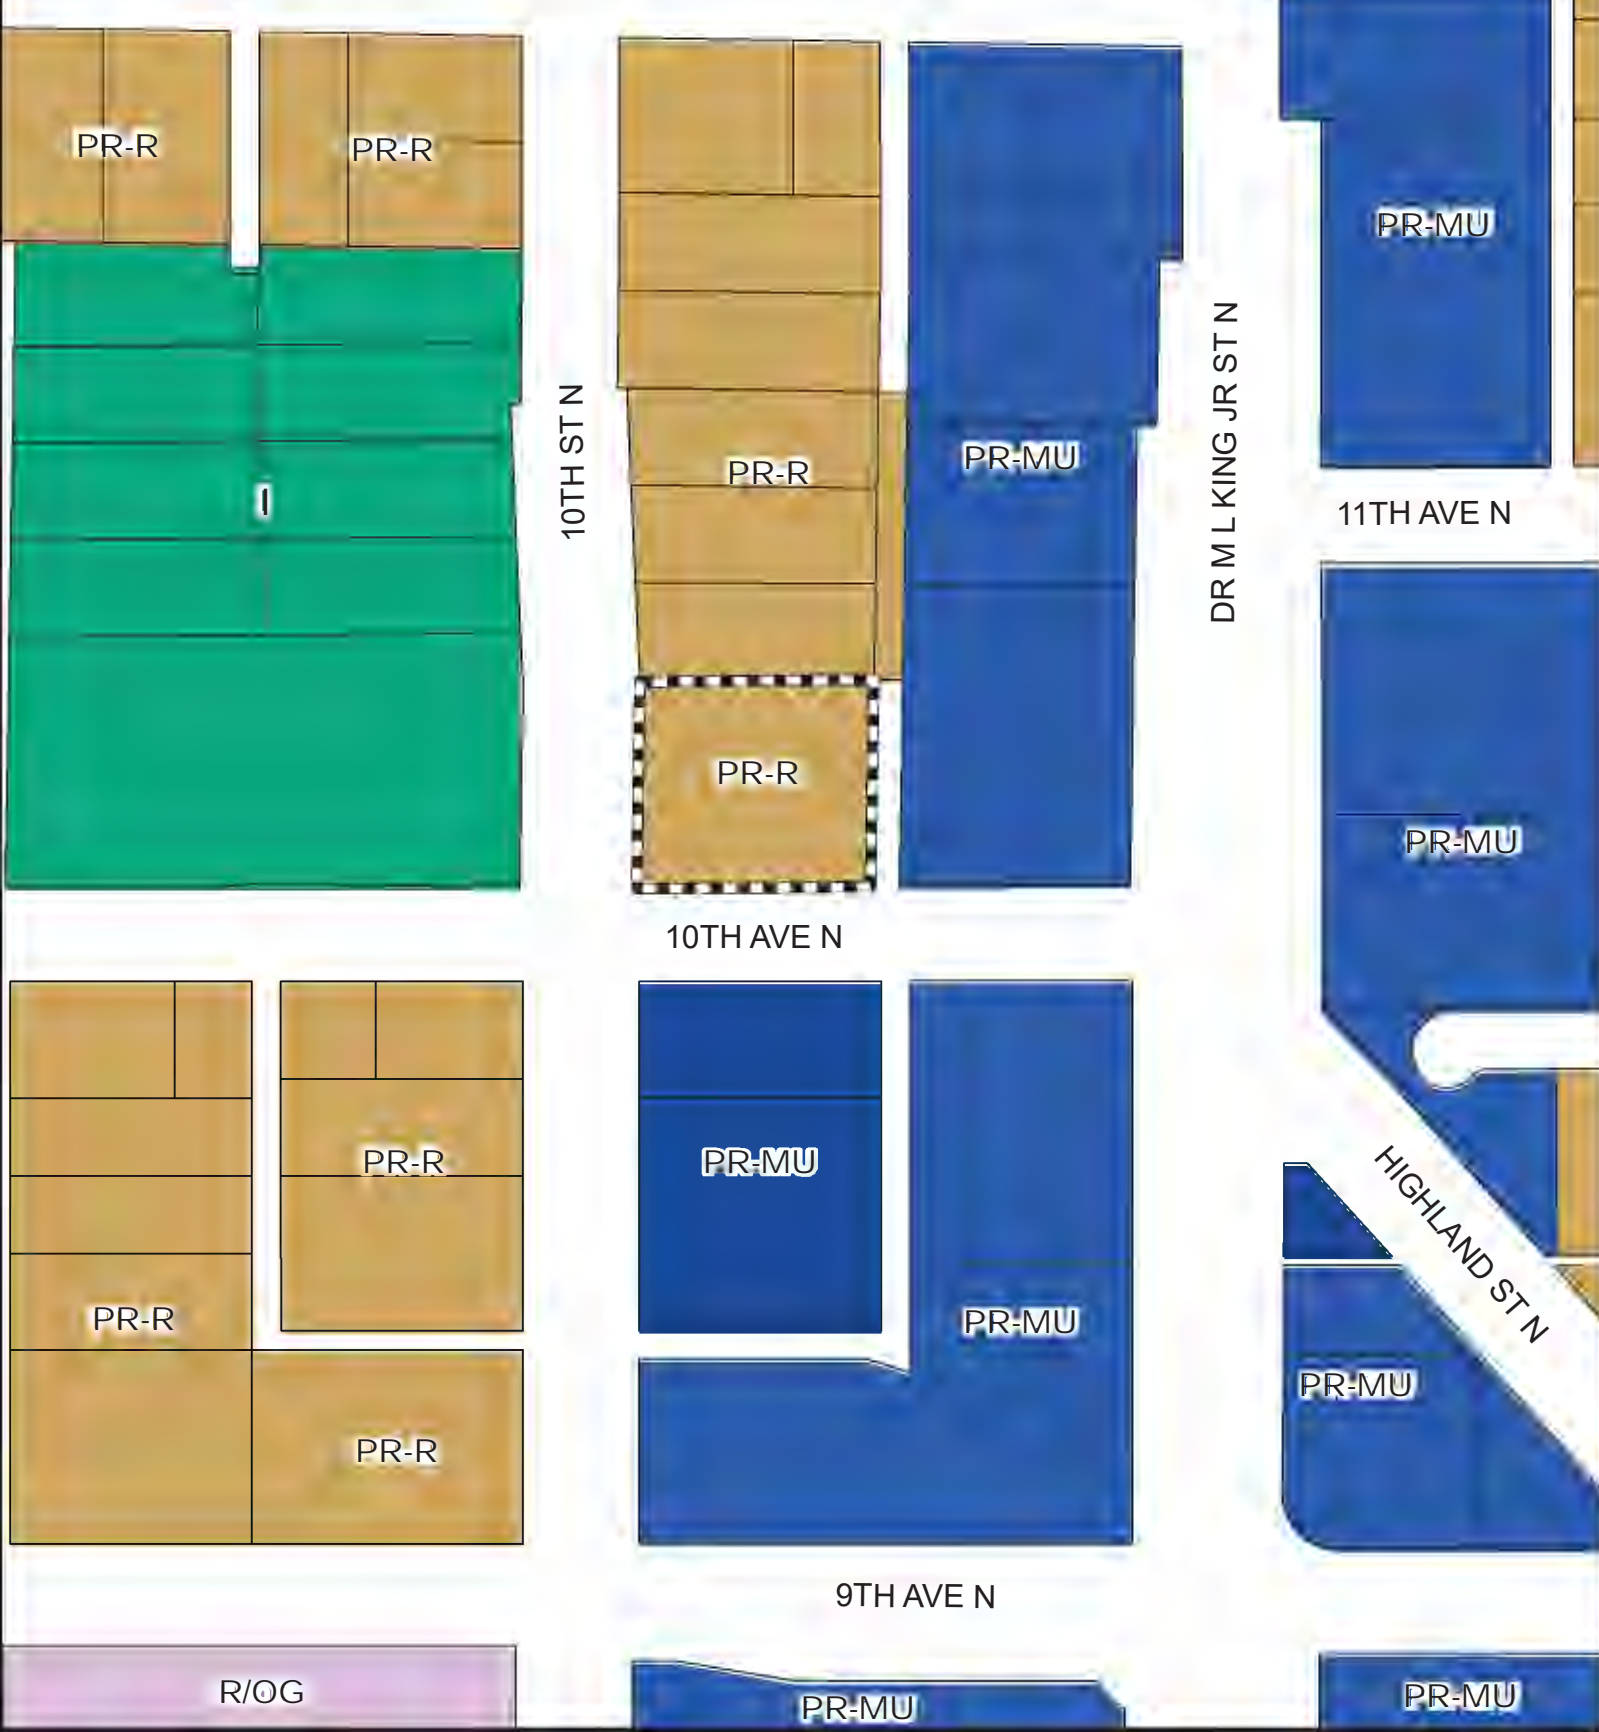 PR-R
PR-R
PR-MU
10TH ST N
PR-R
PR-MU
DR M L KING JR ST N
I
11TH AVE N
PR-R
PR-MU
10TH AVE N
PR-R
PR-MU
HIGHLAND ST N
PR-R
PR-MU
PR-MU
PR-R
9TH AVE N
R/OG
PR-MU
PR-MU